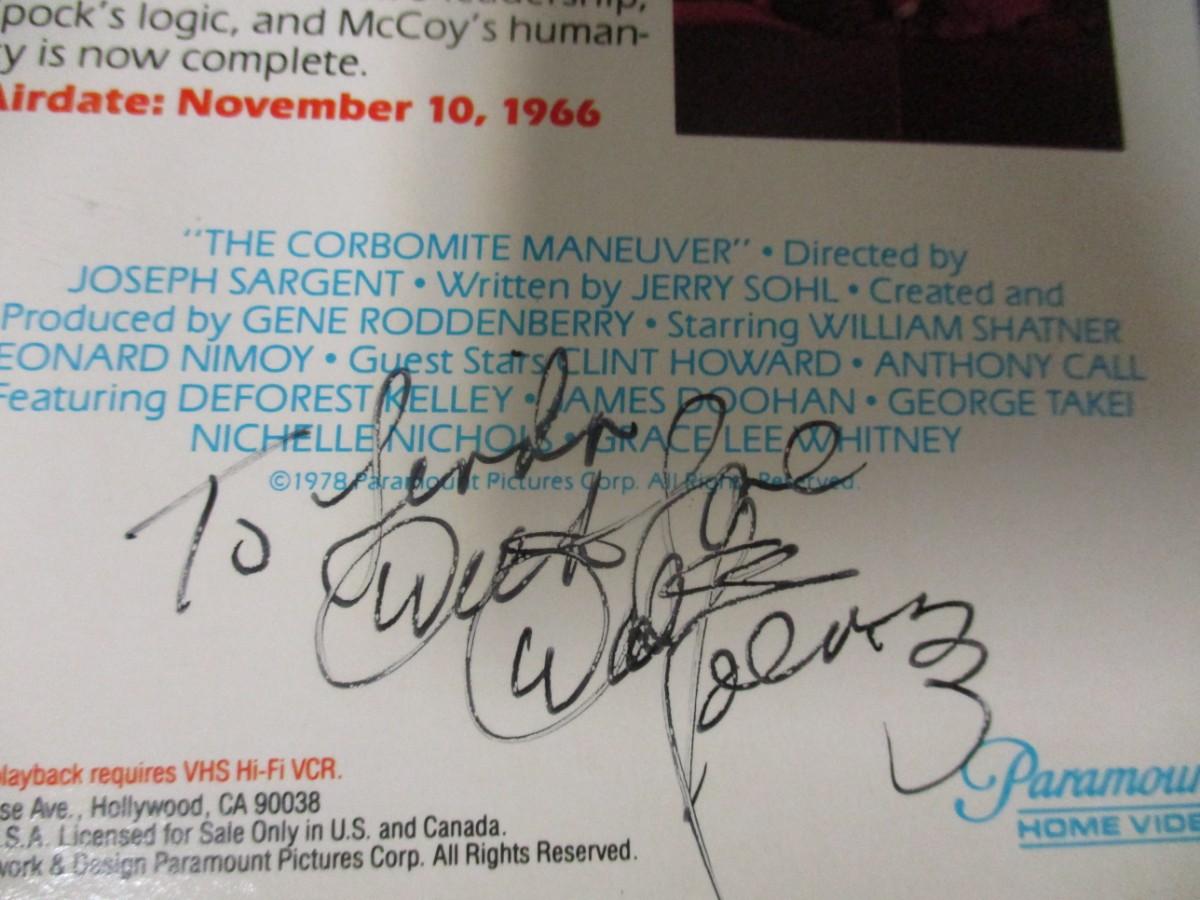 pock's logic, and McCoy's human-
y is now complete.
Airdate: November 10, 1966
"THE CORBOMITE MANEUVER" • Directed by
JOSEPH SARGENT • Written by JERRY SOHL • Created and
Produced by GENE RODDENBERRY • Starring WILLIAM SHATNER
EONARD NIMOY • Guest Stars CLINT HOWARD • ANTHONY CALL
Featuring DEFOREST KELLEY • JAMES DOOHAN • GEORGE TAKEI
NICHELLE NICHOLS • GRACE LEE WHITNEY
©1978 Paramount Pictures Corp. All Rights Reserved.
To
playback requires VHS Hi-Fi VCR.
se Ave., Hollywood, CA 90038
.S.A. Licensed for Sale Only in U.S. and Canada.
work & Design Paramount Pictures Corp. All Rights Reserved.
Paramou
HOME VIDE